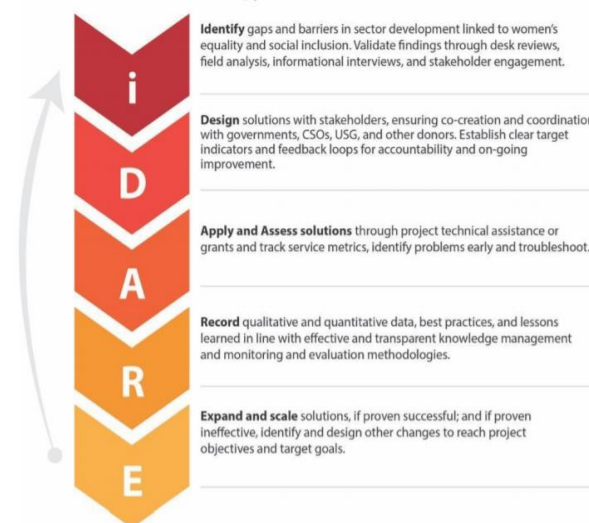 Identify gaps and barriers in sector development linked to women's
equality and social inclusion. Validate findings through desk reviews,
field analysis, informational interviews, and stakeholder engagement.
i
Design solutions with stakeholders, ensuring co-creation and coordination
with governments, CSOs, USG, and other donors. Establish clear target
indicators and feedback loops for accountability and on-going
improvement.
D
Apply and Assess solutions through project technical assistance or
grants and track service metrics, identify problems early and troubleshoot.
A
Record qualitative and quantitative data, best practices, and lessons
learned in line with effective and transparent knowledge management
and monitoring and evaluation methodologies.
R
Expand and scale solutions, if proven successful; and if proven
ineffective, identify and design other changes to reach project
objectives and target goals.
E